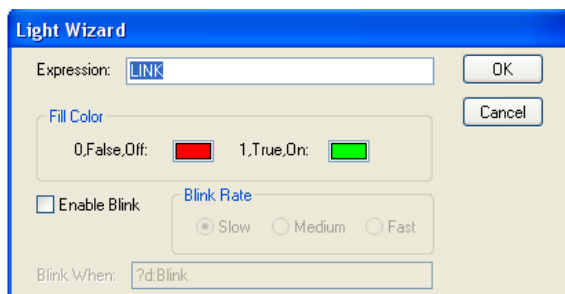 Light Wizard
Expression: LINK OK
Cancel
Fill Color
0,False,Off: 1,True,On:
Enable Blink
Blink Rate
Slow Medium Fast
Blink When: ?d:Blink